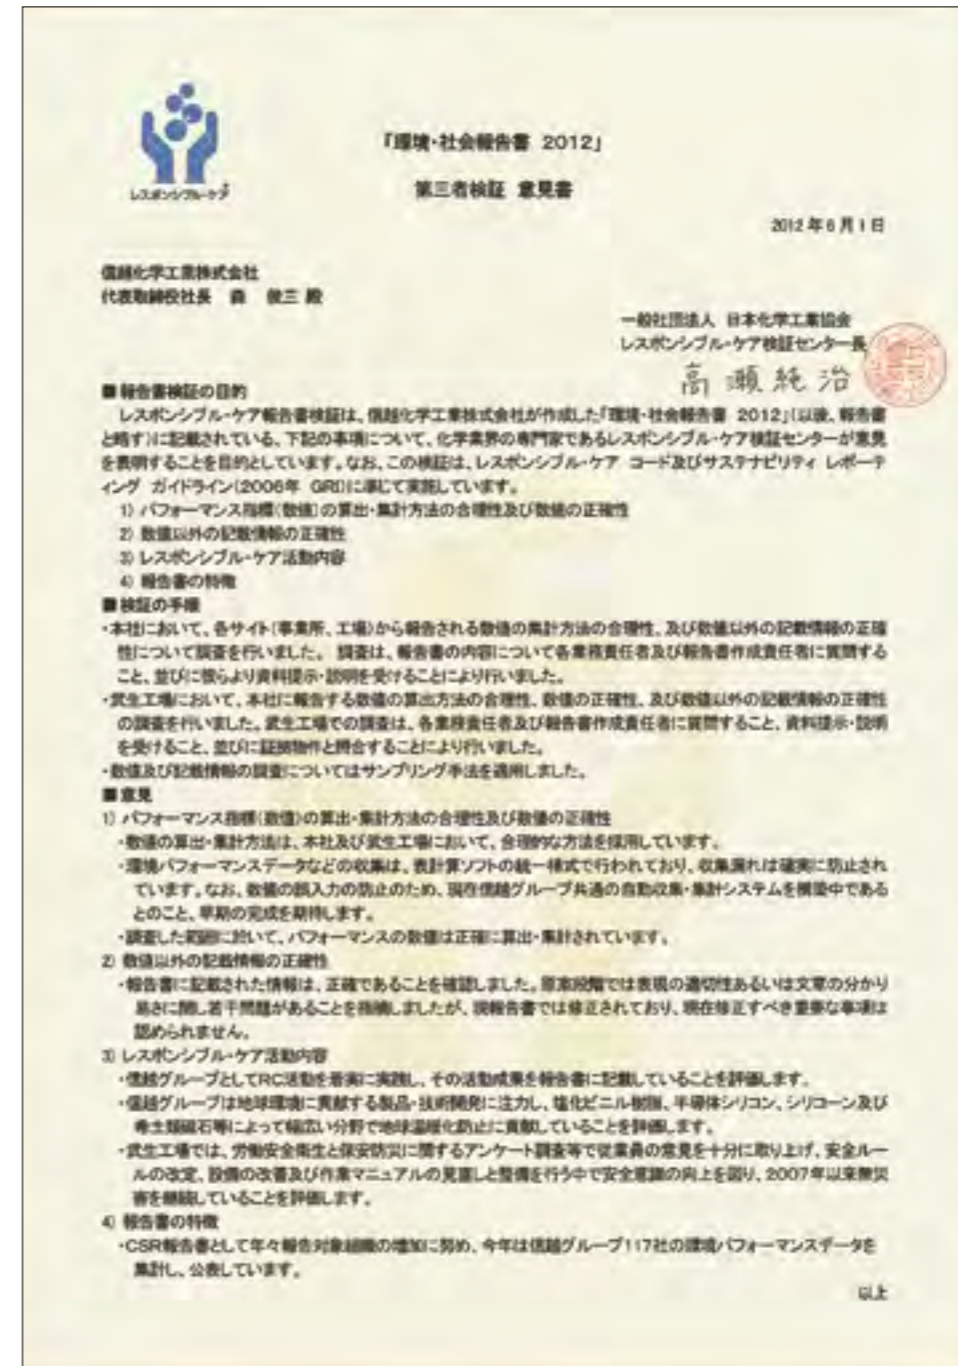 レスポンシブル・ケア
「環境・社会報告書 2012」
第三者検証 意見書
2012年6月1日
信越化学工業株式会社
代表取締役社長 森 俊三 殿
一般社団法人 日本化学工業協会
レスポンシブル・ケア検証センター長
高瀬純治
■報告書検証の目的
レスポンシブル・ケア報告書検証は、信越化学工業株式会社が作成した「環境・社会報告書 2012」(以後、報告書
と略す)に記載されている、下記の事項について、化学業界の専門家であるレスポンシブル・ケア検証センターが意見
を表明することを目的としています。なお、この検証は、レスポンシブル・ケア コード及びサステナビリティ レポーテ
ィング ガイドライン(2006年 GRI)に準じて実施しています。
1) パフォーマンス指標(数値)の算出・集計方法の合理性及び数値の正確性
2) 数値以外の記載情報の正確性
3) レスポンシブル・ケア活動内容
4) 報告書の特徴
■検証の手順
・本社において、各サイト(事業所、工場)から報告される数値の集計方法の合理性、及び数値以外の記載情報の正確
性について調査を行いました。 調査は、報告書の内容について各業務責任者及び報告書作成責任者に質問する
こと、並びに彼らより資料提示・説明を受けることにより行いました。
・武生工場において、本社に報告する数値の算出方法の合理性、数値の正確性、及び数値以外の記載情報の正確性
の調査を行いました。武生工場での調査は、各業務責任者及び報告書作成責任者に質問すること、資料提示・説明
を受けること、並びに証拠物件と照合することにより行いました。
・数値及び記載情報の調査についてはサンプリング手法を適用しました。
■意見
1) パフォーマンス指標(数値)の算出・集計方法の合理性及び数値の正確性
・数値の算出・集計方法は、本社及び武生工場において、合理的な方法を採用しています。
・環境パフォーマンスデータなどの収集は、表計算ソフトの統一様式で行われており、収集漏れは確実に防止され
ています。なお、数値の誤入力の防止のため、現在信越グループ共通の自動収集・集計システムを構築中である
とのこと、早期の完成を期待します。
・調査した範囲に於いて、パフォーマンスの数値は正確に算出・集計されています。
2) 数値以外の記載情報の正確性
・報告書に記載された情報は、正確であることを確認しました。原案段階では表現の適切性あるいは文章の分かり
易さに関し若干問題があることを指摘しましたが、現報告書では修正されており、現在修正すべき重要な事項は
認められません。
3) レスポンシブル・ケア活動内容
・信越グループとしてRC活動を着実に実践し、その活動成果を報告書に記載していることを評価します。
・信越グループは地球環境に貢献する製品・技術開発に注力し、塩化ビニル樹脂、半導体シリコン、シリコーン及び
希土類磁石等によって幅広い分野で地球温暖化防止に貢献していることを評価します。
・武生工場では、労働安全衛生と保安防災に関するアンケート調査等で従業員の意見を十分に取り上げ、安全ルー
ルの改定、設備の改善及び作業マニュアルの見直しと整備を行う中で安全意識の向上を図り、2007年以来無災
害を継続していることを評価します。
4) 報告書の特徴
・CSR報告書として年々報告対象組織の増加に努め、今年は信越グループ117社の環境パフォーマンスデータを
集計し、公表しています。
以上